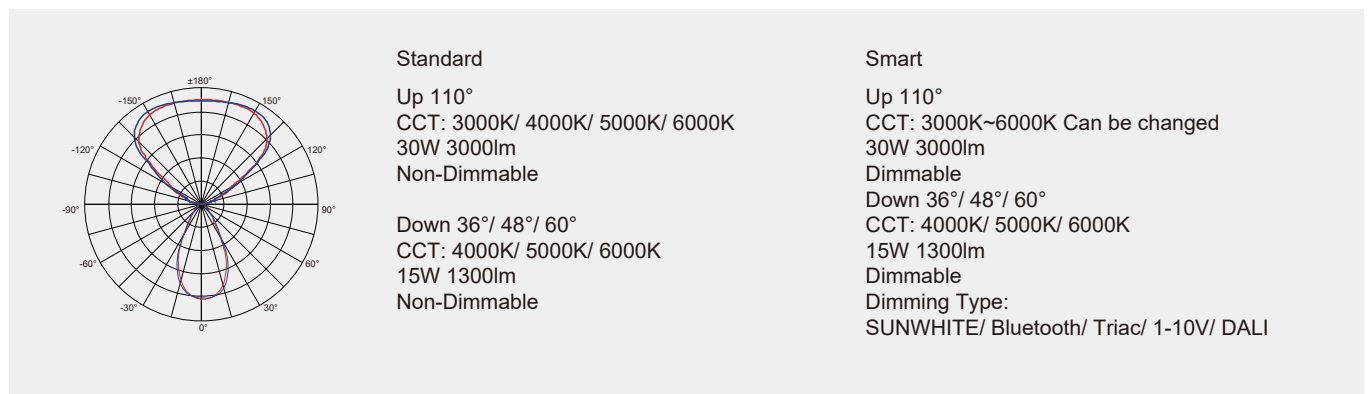 ±180°
-150°
150°
-120°
120°
-90°
90°
-60°
60°
-30°
30°
0°
Standard
Up 110°
CCT: 3000K/ 4000K/ 5000K/ 6000K
30W 3000lm
Non-Dimmable
Down 36°/ 48°/ 60°
CCT: 4000K/ 5000K/ 6000K
15W 1300lm
Non-Dimmable
Smart
Up 110°
CCT: 3000K~6000K Can be changed
30W 3000lm
Dimmable
Down 36°/ 48°/ 60°
CCT: 4000K/ 5000K/ 6000K
15W 1300lm
Dimmable
Dimming Type:
SUNWHITE/ Bluetooth/ Triac/ 1-10V/ DALI